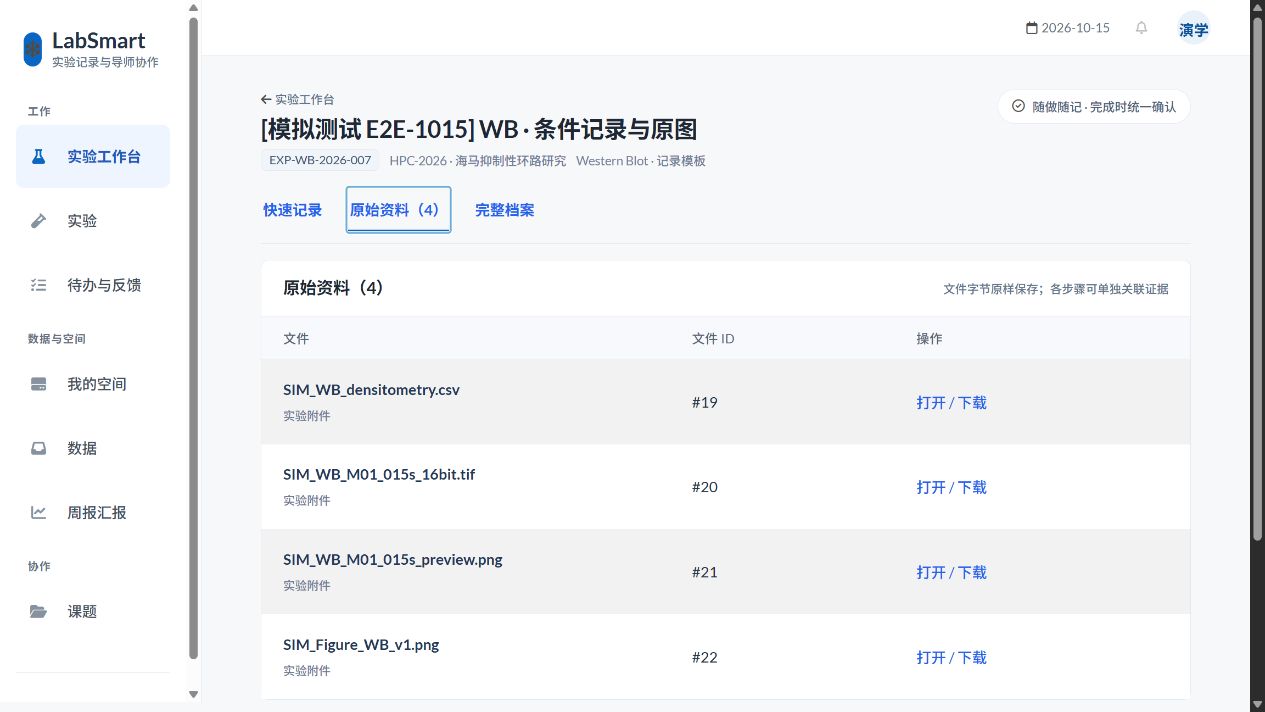 LabSmart
实验记录与导师协作
工作
实验工作台
实验
待办与反馈
数据与空间
我的空间
数据
周报汇报
协作
课题
2026-10-15
演学
← 实验工作台
[模拟测试 E2E-1015] WB · 条件记录与原图
随做随记 · 完成时统一确认
EXP-WB-2026-007 HPC-2026 · 海马抑制性环路研究 Western Blot · 记录模板
快速记录 原始资料（4） 完整档案
原始资料（4）
文件字节原样保存；各步骤可单独关联证据
文件 文件 ID 操作
SIM_WB_densitometry.csv
实验附件
#19
打开 / 下载
SIM_WB_M01_015s_16bit.tif
实验附件
#20
打开 / 下载
SIM_WB_M01_015s_preview.png
实验附件
#21
打开 / 下载
SIM_Figure_WB_v1.png
实验附件
#22
打开 / 下载